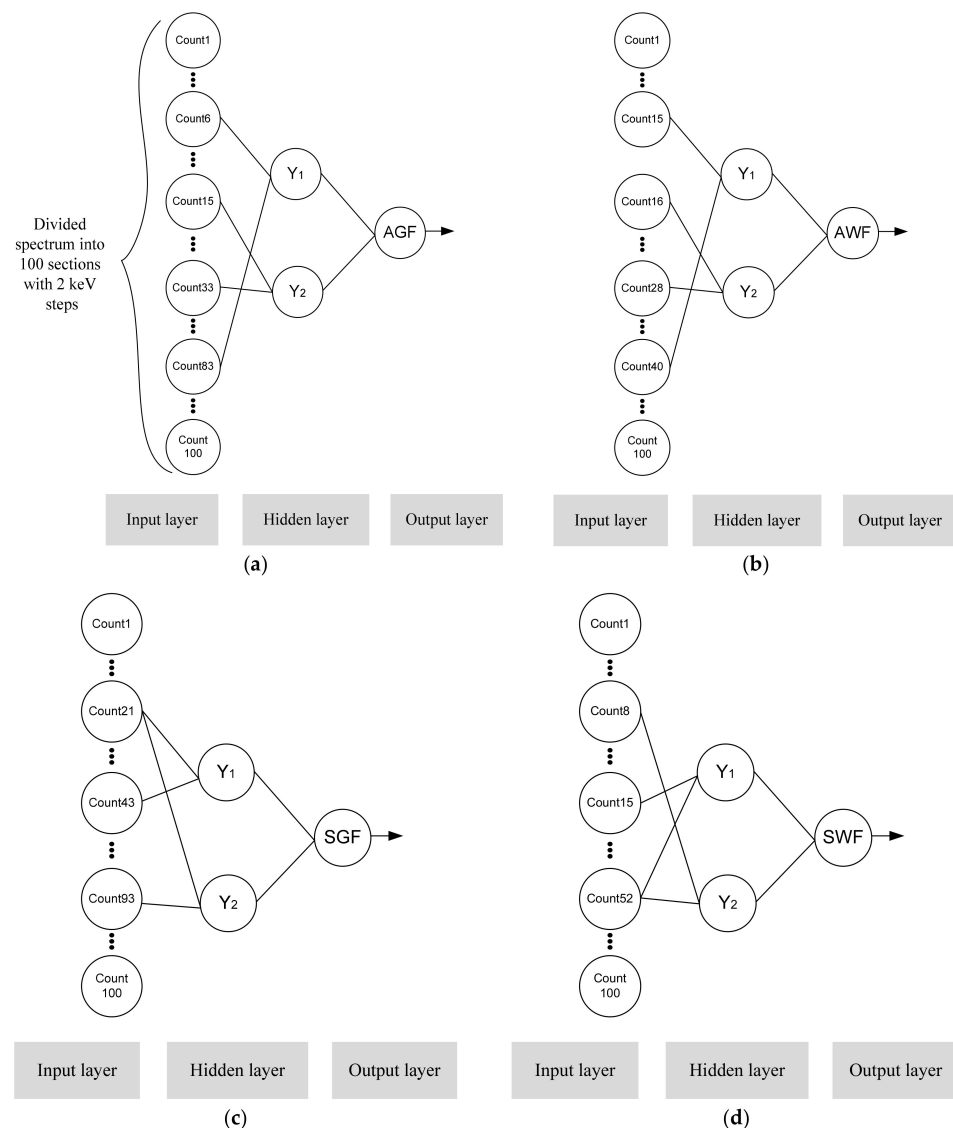 Count1
Count6
Count15
Count33
Count83
Count
100
Divided
spectrum into
100 sections
with 2 keV
steps
Y1
Y2
AGF
Input layer
Hidden layer
Output layer
(a)
Count1
Count15
Count16
Count28
Count40
Count
100
Y1
Y2
AWF
Input layer
Hidden layer
Output layer
(b)
Count1
Count21
Count43
Count93
Count
100
Y1
Y2
SGF
Input layer
Hidden layer
Output layer
(c)
Count1
Count8
Count15
Count52
Count
100
Y1
Y2
SWF
Input layer
Hidden layer
Output layer
(d)